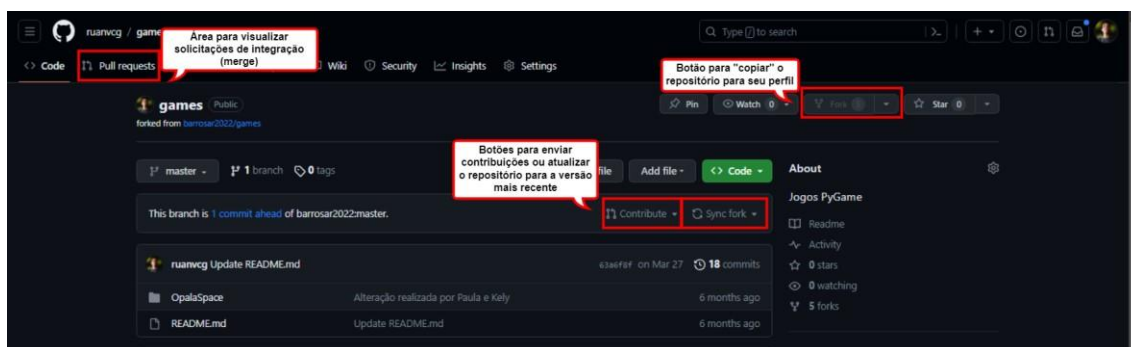 ruanvcg / game
Área para visualizar
solicitações de integração
(merge)
Type / to search
<> Code
Pull requests
Wiki
Security
Insights
Settings
Botão para "copiar" o
repositório para seu perfil
games Public
Pin
Watch 0
Fork
Star 0
forked from barrosar2022/games
Botões para enviar
contribuições ou atualizar
o repositório para a versão
mais recente
master
1 branch
0 tags
file
Add file
<> Code
About
Jogos PyGame
This branch is 1 commit ahead of barrosar2022:master.
Contribute
Sync fork
Readme
Activity
ruanvcg Update README.md
63a6f8f on Mar 27
18 commits
0 stars
0 watching
5 forks
OpalaSpace
Alteração realizada por Paula e Kely
6 months ago
README.md
Update README.md
6 months ago